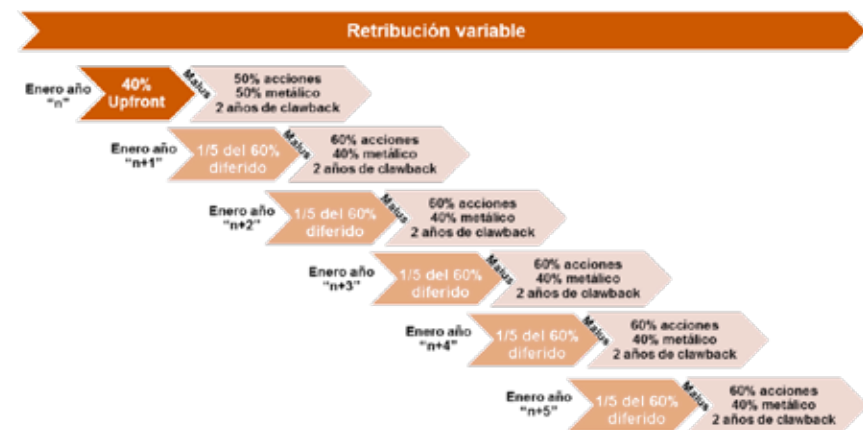 Retribución variable
Enero año
"n"
40%
Upfront
Malus
50% acciones
50% metálico
2 años de clawback
Enero año
"n+1"
1/5 del 60%
diferido
Malus
60% acciones
40% metálico
2 años de clawback
Enero año
"n+2"
1/5 del 60%
diferido
Malus
60% acciones
40% metálico
2 años de clawback
Enero año
"n+3"
1/5 del 60%
diferido
Malus
60% acciones
40% metálico
2 años de clawback
Enero año
"n+4"
1/5 del 60%
diferido
Malus
60% acciones
40% metálico
2 años de clawback
Enero año
"n+5"
1/5 del 60%
diferido
Malus
60% acciones
40% metálico
2 años de clawback